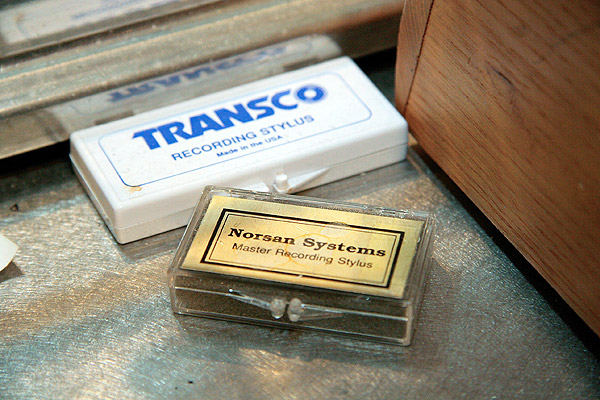 TRANSCO
RECORDING STYLUS
Made in the USA
Norsan Systems
Master Recording Stylus